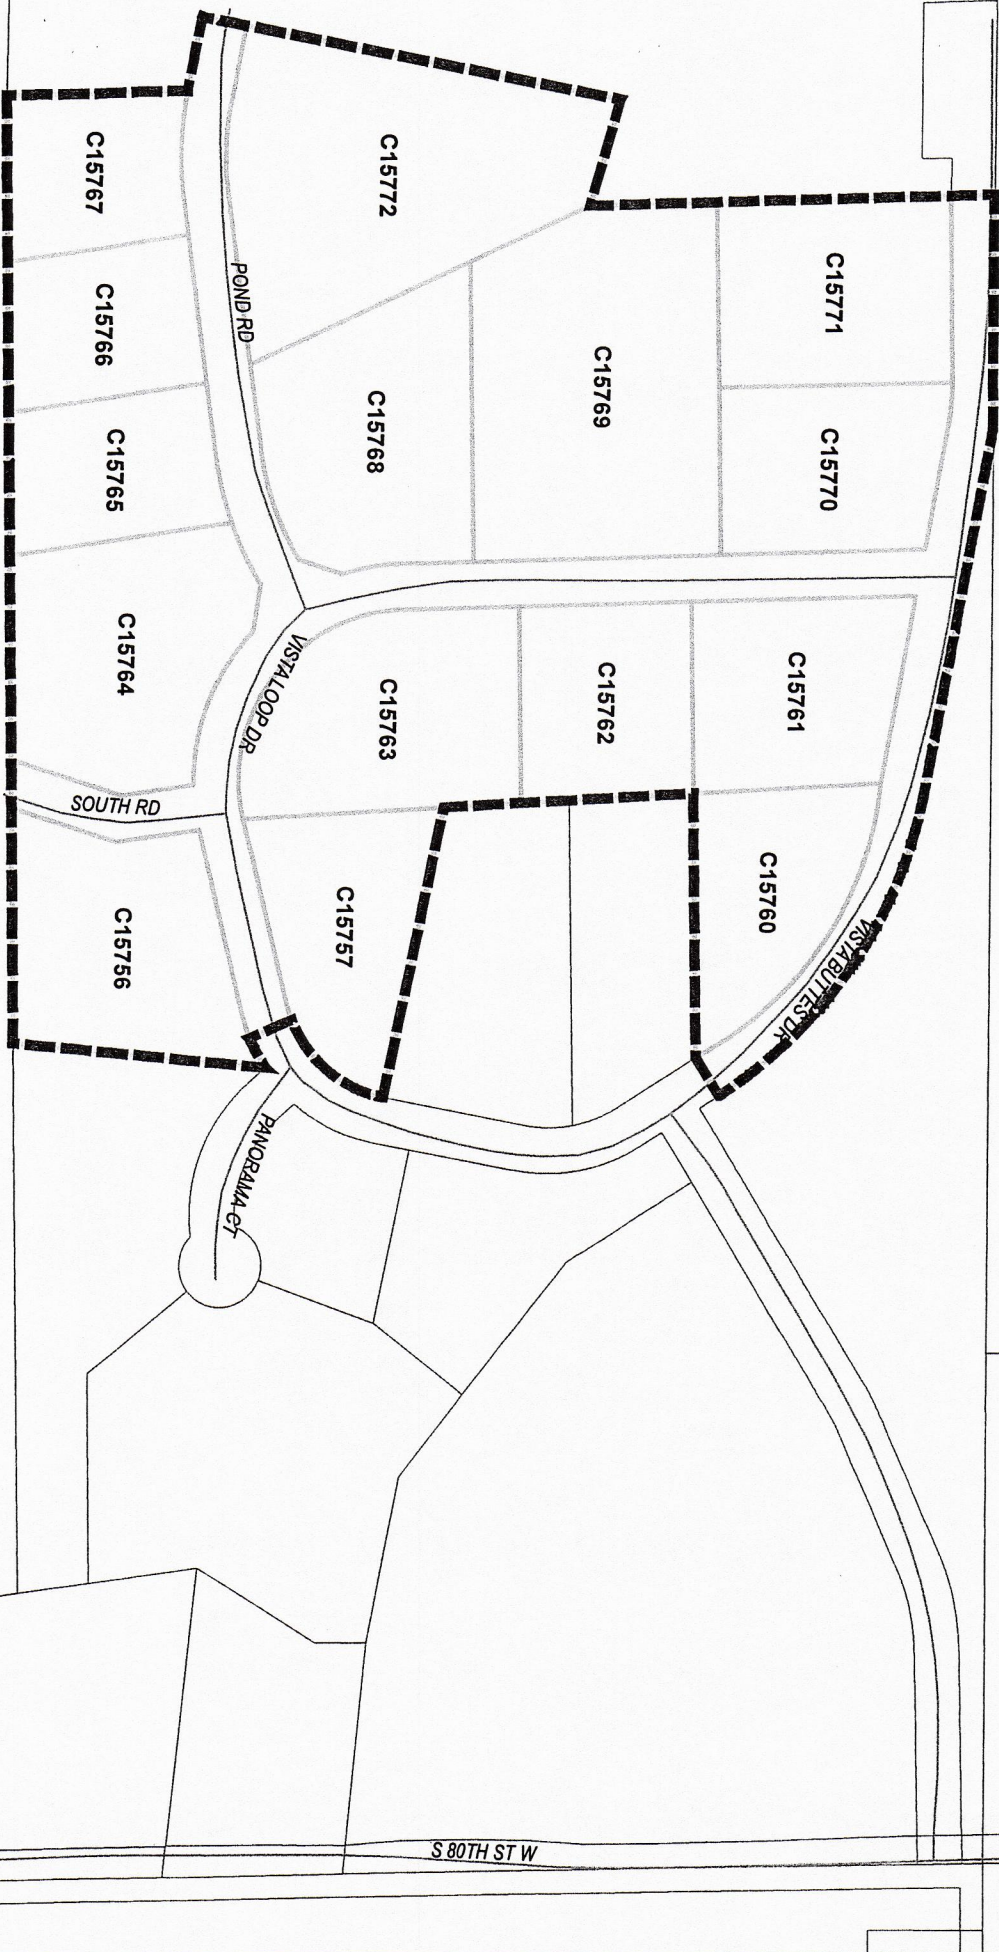 C15767
C15772
C15771
POND RD
C15766
C15769
C15768
C15765
C15770
C15764
VISTA LOOP DR
C15763
C15762
C15761
SOUTH RD
C15756
C15757
C15760
VISTA BUTTES DR
PANORAMA CT
S 80TH ST W